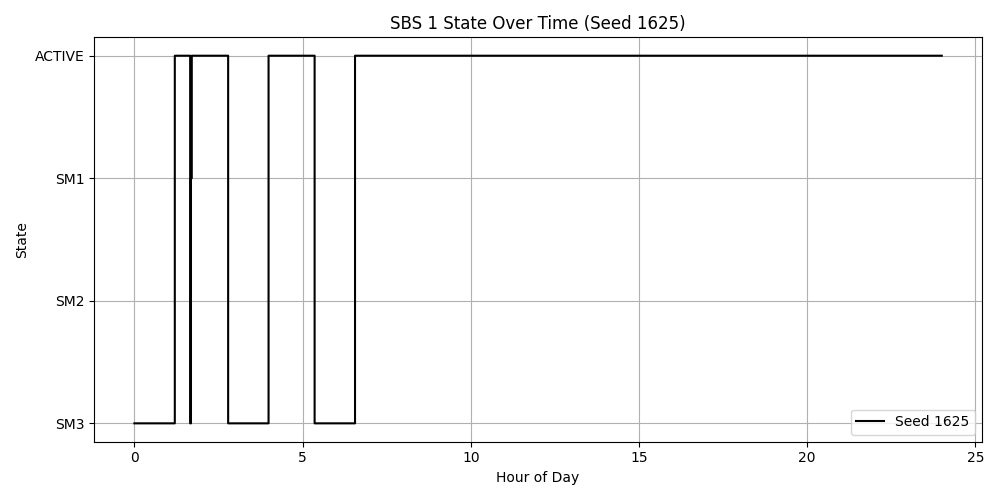 SBS 1 State Over Time (Seed 1625)
ACTIVE
SM1
SM2
SM3
State
0 5 10 15 20 25
Hour of Day
Seed 1625